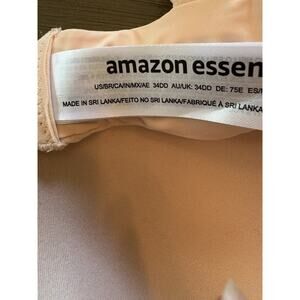 amazon essen
US/BR/CA/IN/MX/AE 34DD AU/UK: 34DD DE: 75E ES/
MADE IN SRI LANKA/FEITO NO SRI LANKA/FABRIQUÉ À SRI LANKA